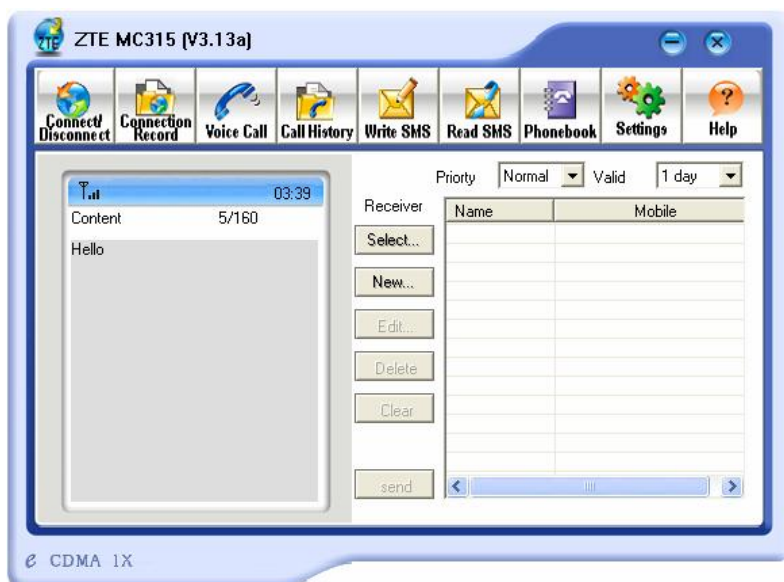 ZTE ZTE MC315 (V3.13a)
Connect/ Disconnect
Connection Record
Voice Call
Call History
Write SMS
Read SMS
Phonebook
Settings
? Help
03:39
Content 5/160
Hello
Priorty Normal Valid 1 day
Receiver
Name Mobile
Select...
New...
Edit...
Delete
Clear
send
e CDMA 1X